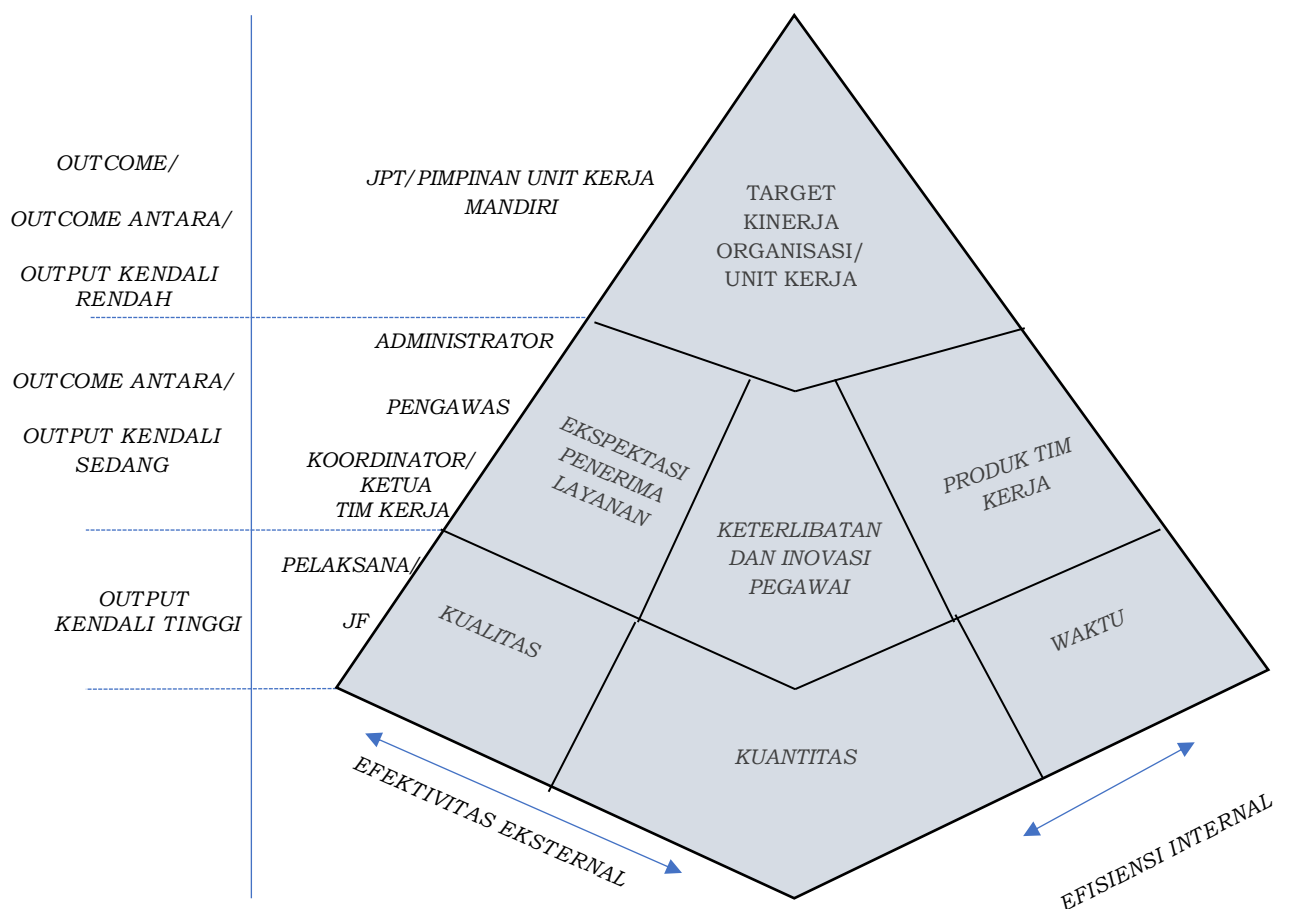 OUTCOME/
OUTCOME ANTARA/
OUTPUT KENDALI
RENDAH
JPT/PIMPINAN UNIT KERJA
MANDIRI
TARGET
KINERJA
ORGANISASI/
UNIT KERJA
OUTCOME ANTARA/
OUTPUT KENDALI
SEDANG
ADMINISTRATOR
PENGAWAS
KOORDINATOR/
KETUA
TIM KERJA
EKSPEKTASI
PENERIMA
LAYANAN
KETERLIBATAN
DAN INOVASI
PEGAWAI
PRODUK TIM
KERJA
OUTPUT
KENDALI TINGGI
PELAKSANA/
JF
KUALITAS
KUANTITAS
WAKTU
EFEKTIVITAS EKSTERNAL
EFISIENSI INTERNAL